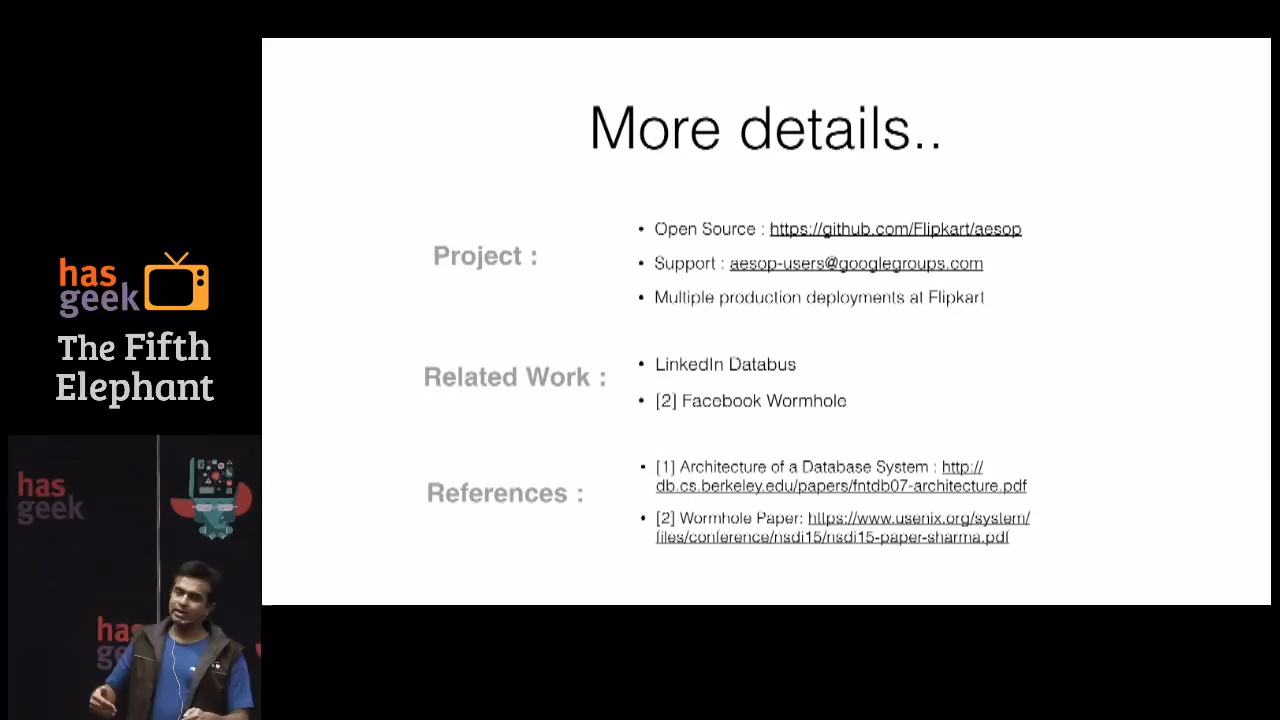 More details..
Project :
• Open Source : https://github.com/Flipkart/aesop
• Support : aesop-users@googlegroups.com
• Multiple production deployments at Flipkart
Related Work :
• LinkedIn Databus
• [2] Facebook Wormhole
References :
• [1] Architecture of a Database System : http://
db.cs.berkeley.edu/papers/fntdb07-architecture.pdf
• [2] Wormhole Paper: https://www.usenix.org/system/
files/conference/nsdi15/nsdi15-paper-sharma.pdf
has
geek
The Fifth
Elephant
has
geek
has